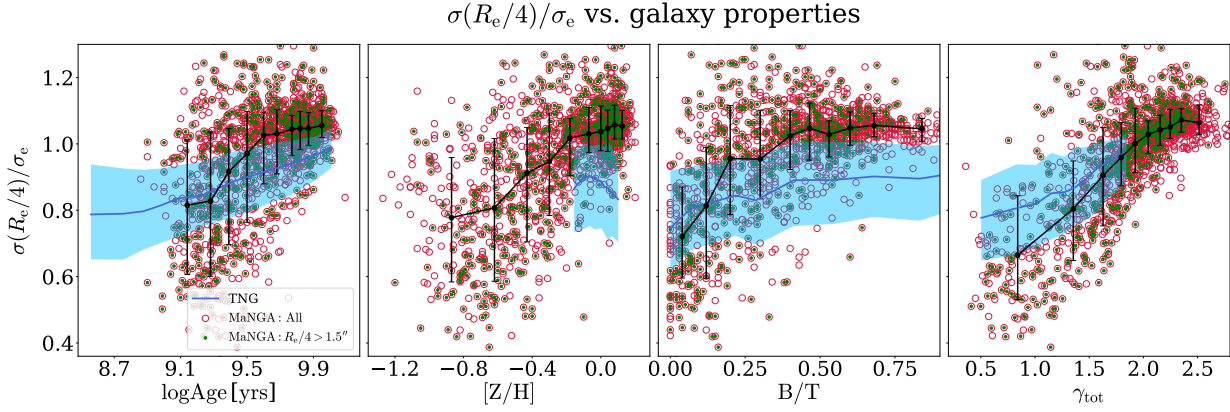 σ(Rₑ/4)/σₑ vs. galaxy properties
σ(Rₑ/4)/σₑ
1.2
1.0
0.8
0.6
0.4
TNG
MaNGA: All
MaNGA: Rₑ/4>1.5″
8.7 9.1 9.5 9.9
logAge[yrs]
−1.2 −0.8 −0.4 0.0
[Z/H]
0.00 0.25 0.50 0.75
B/T
0.5 1.0 1.5 2.0 2.5
γtot